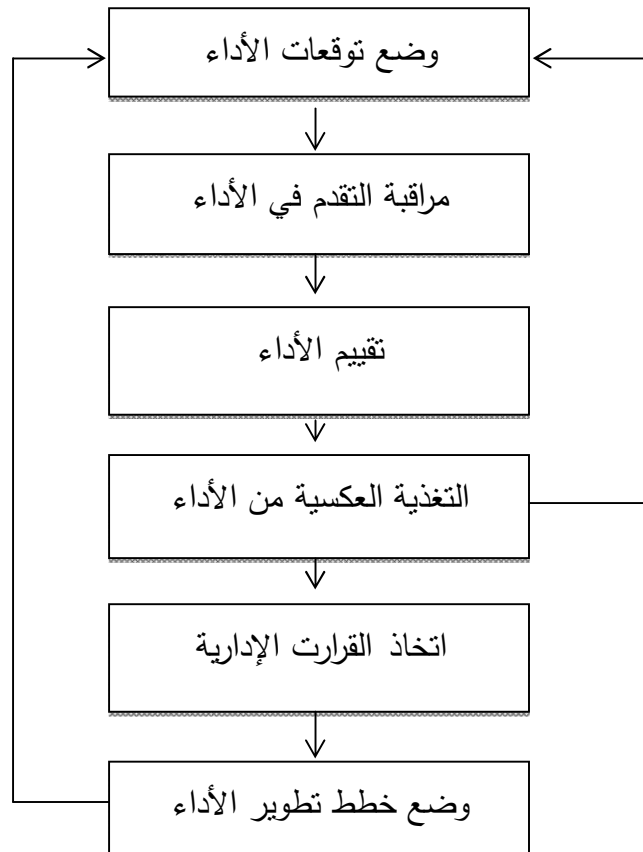 وضع توقعات الأداء
مراقبة التقدم في الأداء
تقييم الأداء
التغذية العكسية من الأداء
اتخاذ القرارت الإدارية
وضع خطط تطوير الأداء